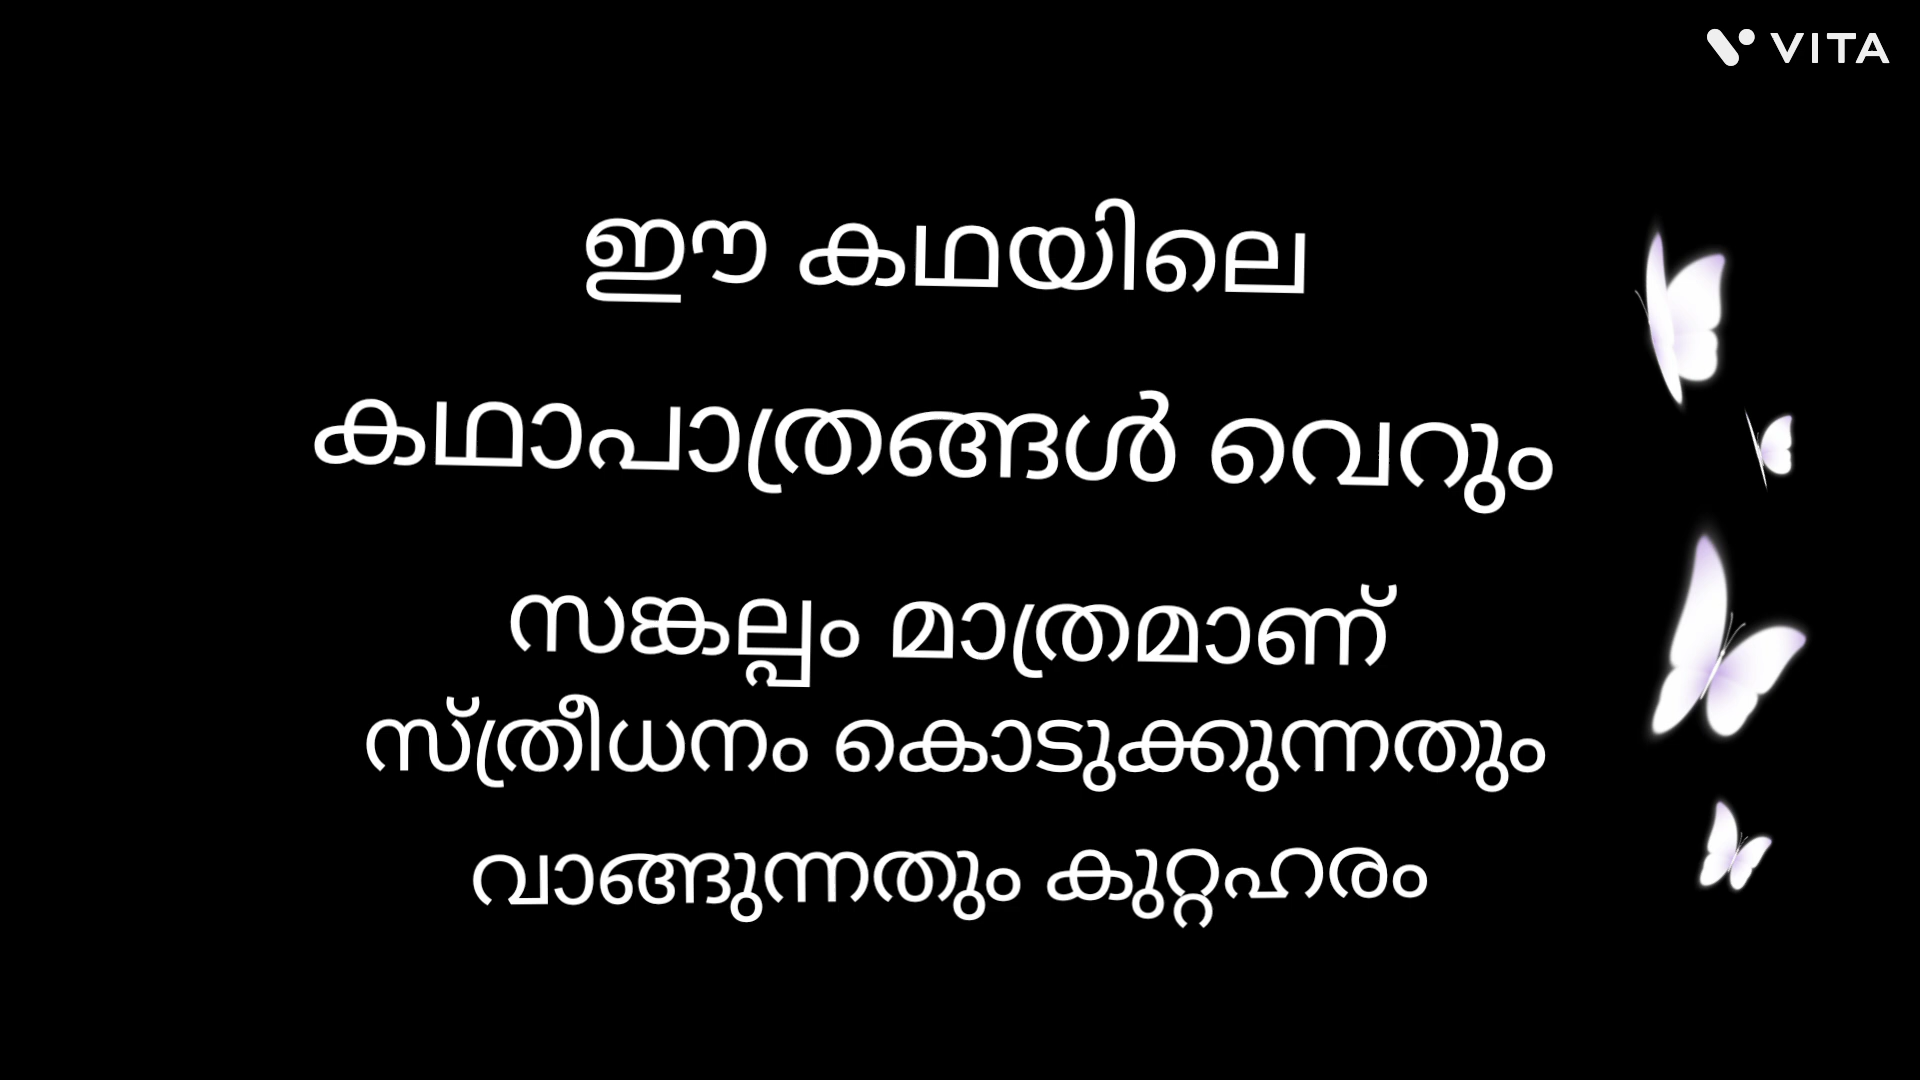 VITA
ഈ കഥയിലെ
കഥാപാത്രങ്ങൾ വെറും
സങ്കല്പം മാത്രമാണ്
സ്ത്രീധനം കൊടുക്കുന്നതും
വാങ്ങുന്നതും കുറ്റഹരം